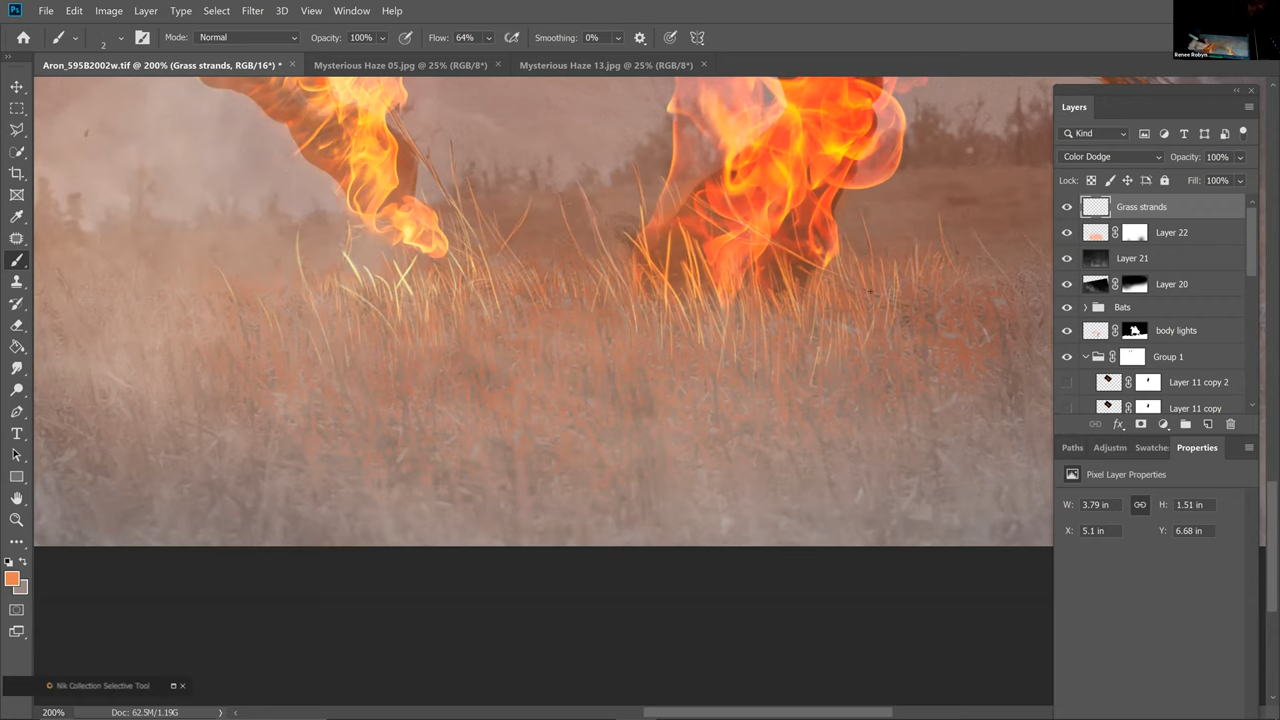 Ps File Edit Image Layer Type Select Filter 3D View Window Help
Renee Robyn
2 Mode: Normal Opacity: 100% Flow: 64% Smoothing: 0%
Aron_595B2002w.tif @ 200% (Grass strands, RGB/16*) * Mysterious Haze 05.jpg @ 25% (RGB/8*) Mysterious Haze 13.jpg @ 25% (RGB/8*)
Layers
Kind
Color Dodge Opacity: 100%
Lock: Fill: 100%
Grass strands
Layer 22
Layer 21
Layer 20
Bats
body lights
Group 1
Layer 11 copy 2
Layer 11 copy
fx
Paths Adjustm Swatche Properties
Pixel Layer Properties
W: 3.79 in H: 1.51 in
X: 5.1 in Y: 6.68 in
Nik Collection Selective Tool
200% Doc: 62.5M/1.19G